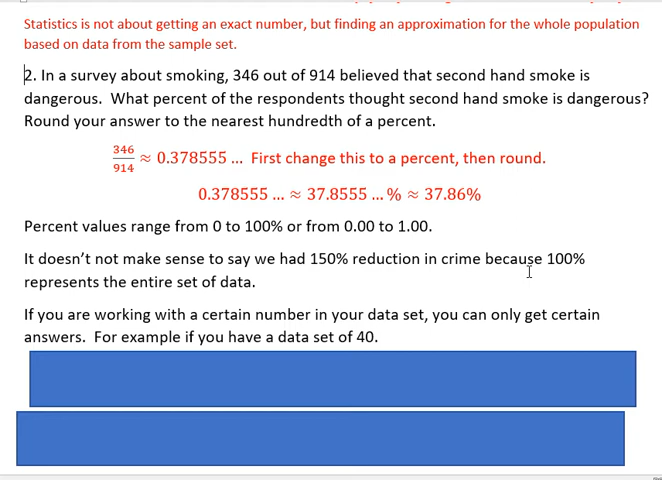 Statistics is not about getting an exact number, but finding an approximation for the whole population
based on data from the sample set.
2. In a survey about smoking, 346 out of 914 believed that second hand smoke is
dangerous. What percent of the respondents thought second hand smoke is dangerous?
Round your answer to the nearest hundredth of a percent.
346/914 ≈ 0.378555 ... First change this to a percent, then round.
0.378555 ... ≈ 37.8555 ... % ≈ 37.86%
Percent values range from 0 to 100% or from 0.00 to 1.00.
It doesn't not make sense to say we had 150% reduction in crime because 100%
represents the entire set of data.
If you are working with a certain number in your data set, you can only get certain
answers. For example if you have a data set of 40.